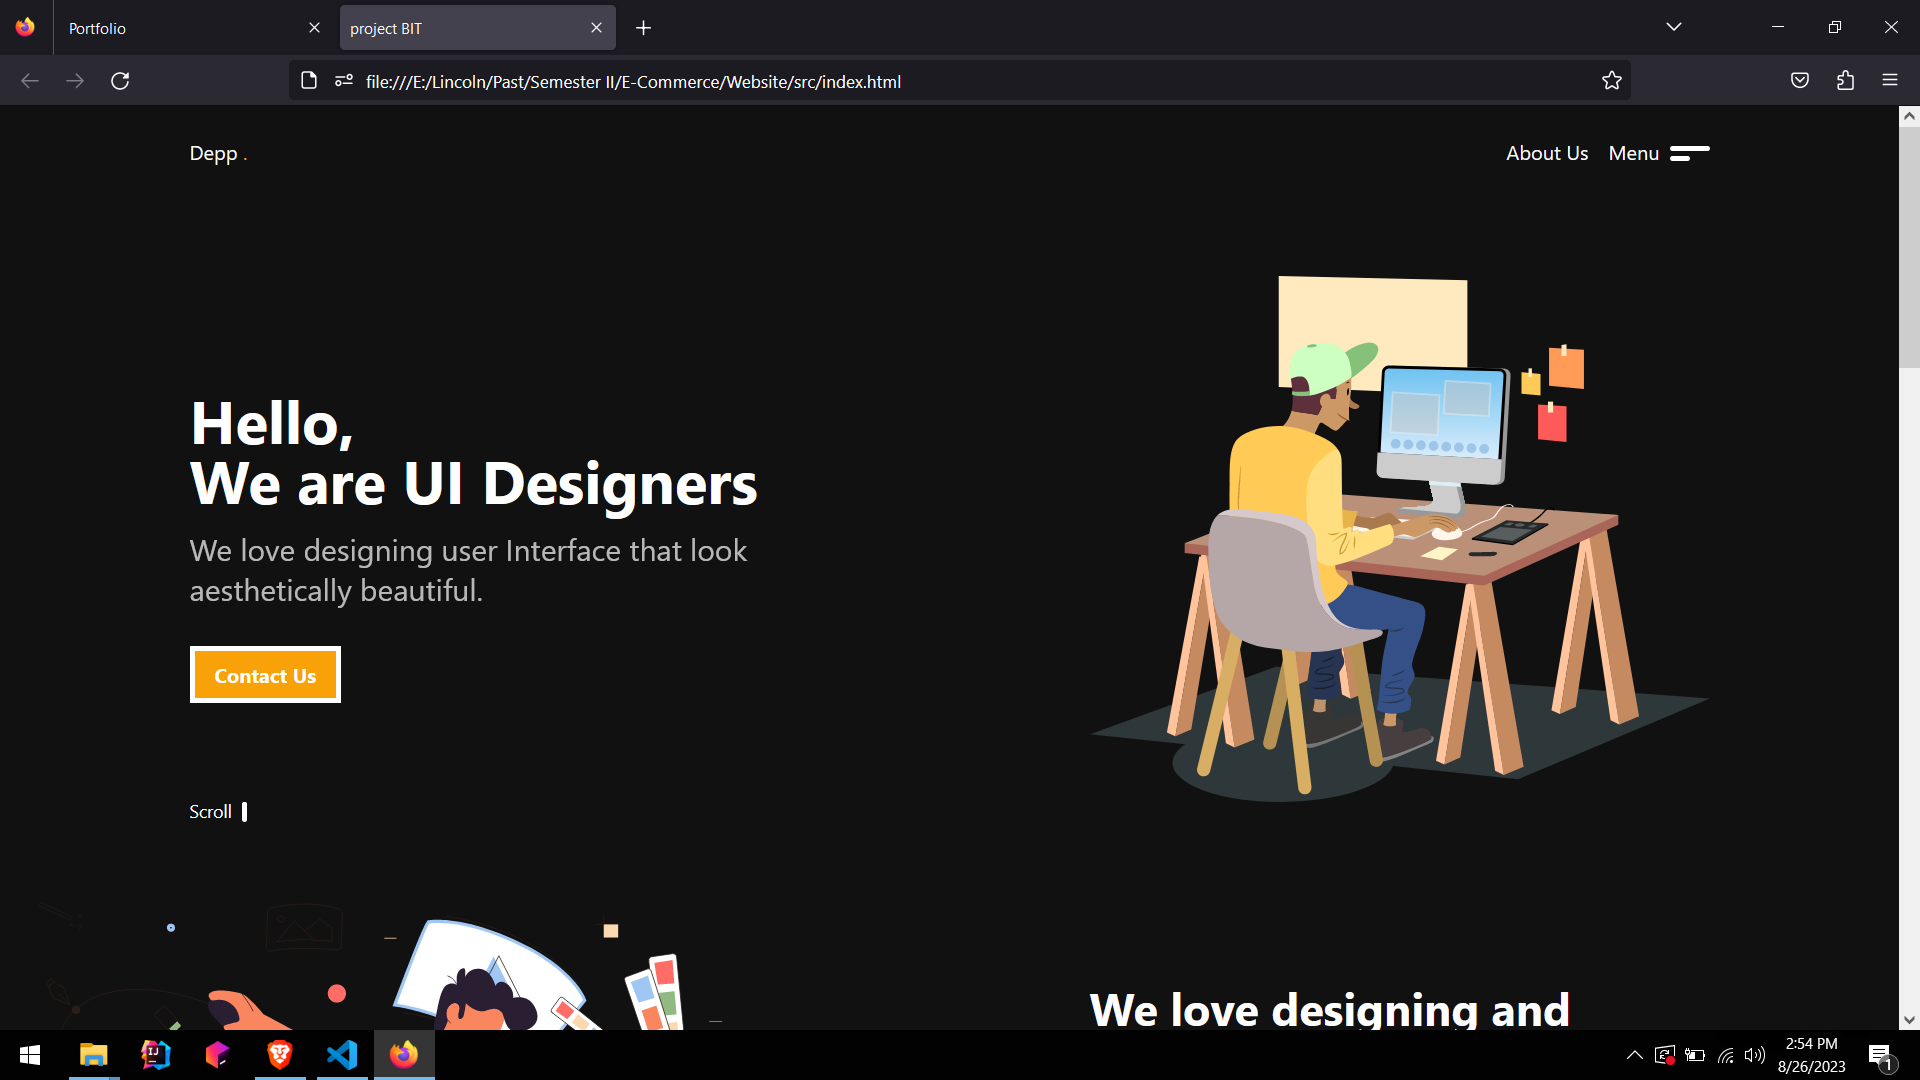 Portfolio
project BIT
file:///E:/Lincoln/Past/Semester II/E-Commerce/Website/src/index.html
Depp .
About Us
Menu
Hello,
We are UI Designers
We love designing user Interface that look
aesthetically beautiful.
Contact Us
Scroll
We love designing and
IJ
2:54 PM
8/26/2023
1